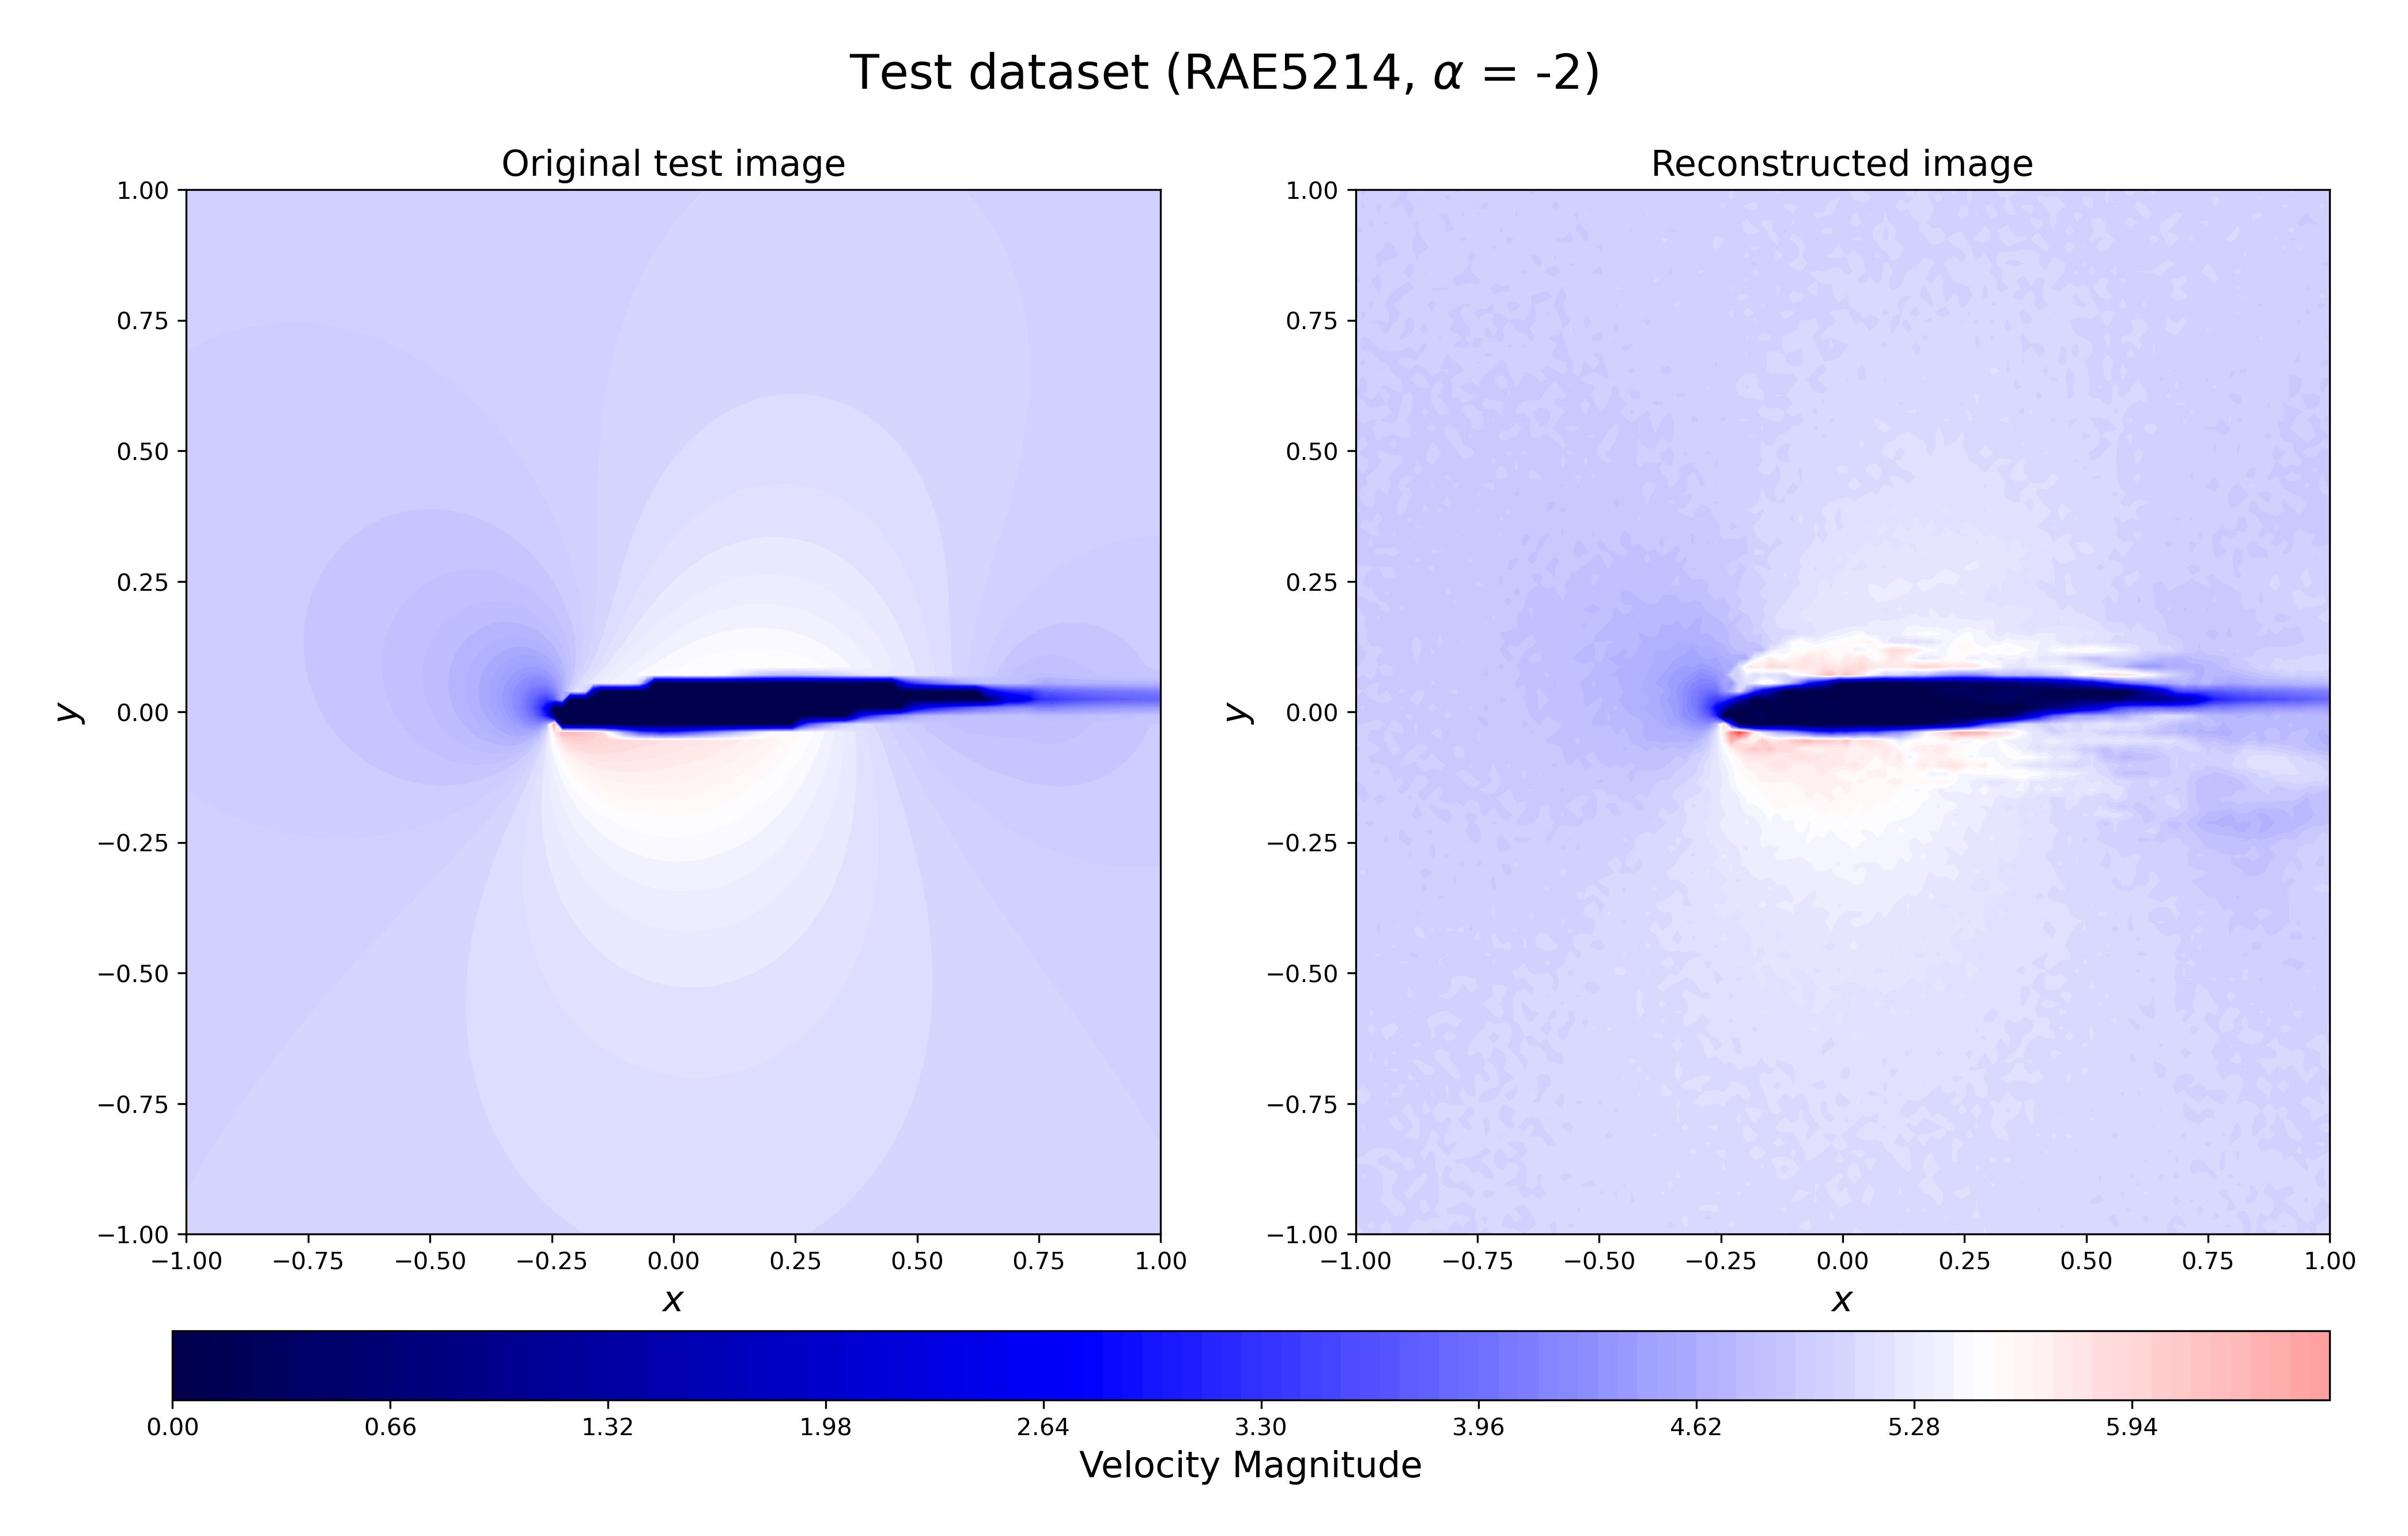 Test dataset (RAE5214, α = -2)
Original test image
Reconstructed image
1.00
0.75
0.50
0.25
0.00
−0.25
−0.50
−0.75
−1.00
y
−1.00 −0.75 −0.50 −0.25 0.00 0.25 0.50 0.75 1.00
x
1.00
0.75
0.50
0.25
0.00
−0.25
−0.50
−0.75
−1.00
y
−1.00 −0.75 −0.50 −0.25 0.00 0.25 0.50 0.75 1.00
x
0.00 0.66 1.32 1.98 2.64 3.30 3.96 4.62 5.28 5.94
Velocity Magnitude